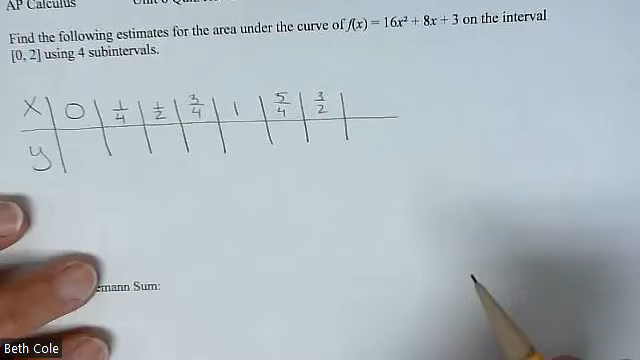 AP Calculus
Find the following estimates for the area under the curve of f(x) = 16x² + 8x + 3 on the interval
[0, 2] using 4 subintervals.
X 0 1/4 1/2 3/4 1 5/4 3/2
y
emann Sum:
Beth Cole